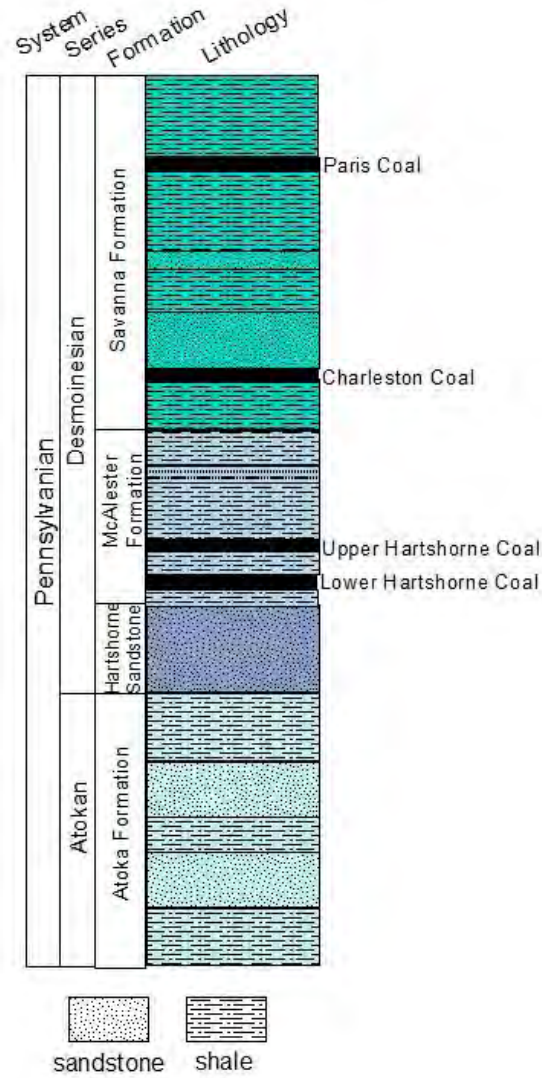 System
Series
Formation
Lithology
Paris Coal
Savanna Formation
Charleston Coal
Desmoinesian
McAlester
Formation
Upper Hartshorne Coal
Lower Hartshorne Coal
Pennsylvanian
Hartshorne
Sandstone
Atokan
Atoka Formation
sandstone
shale